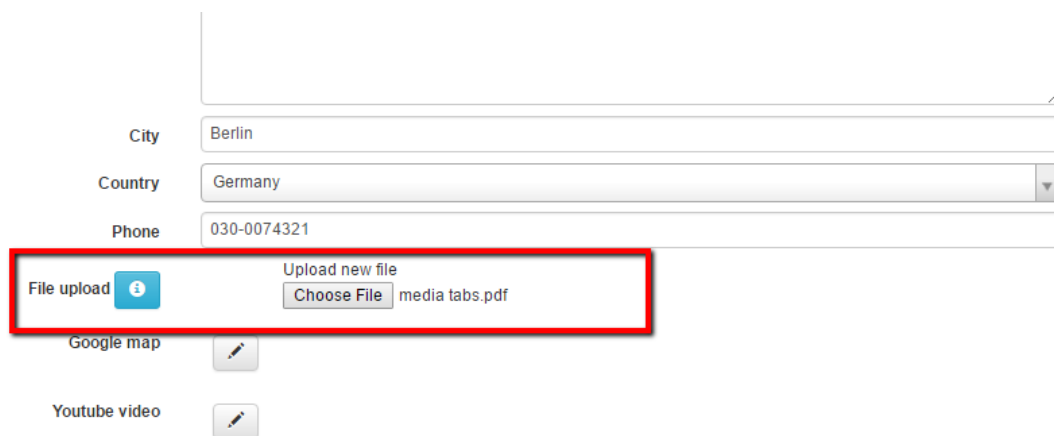 City
Berlin
Country
Germany
Phone
030-0074321
File upload
Upload new file
Choose File media tabs.pdf
Google map
Youtube video